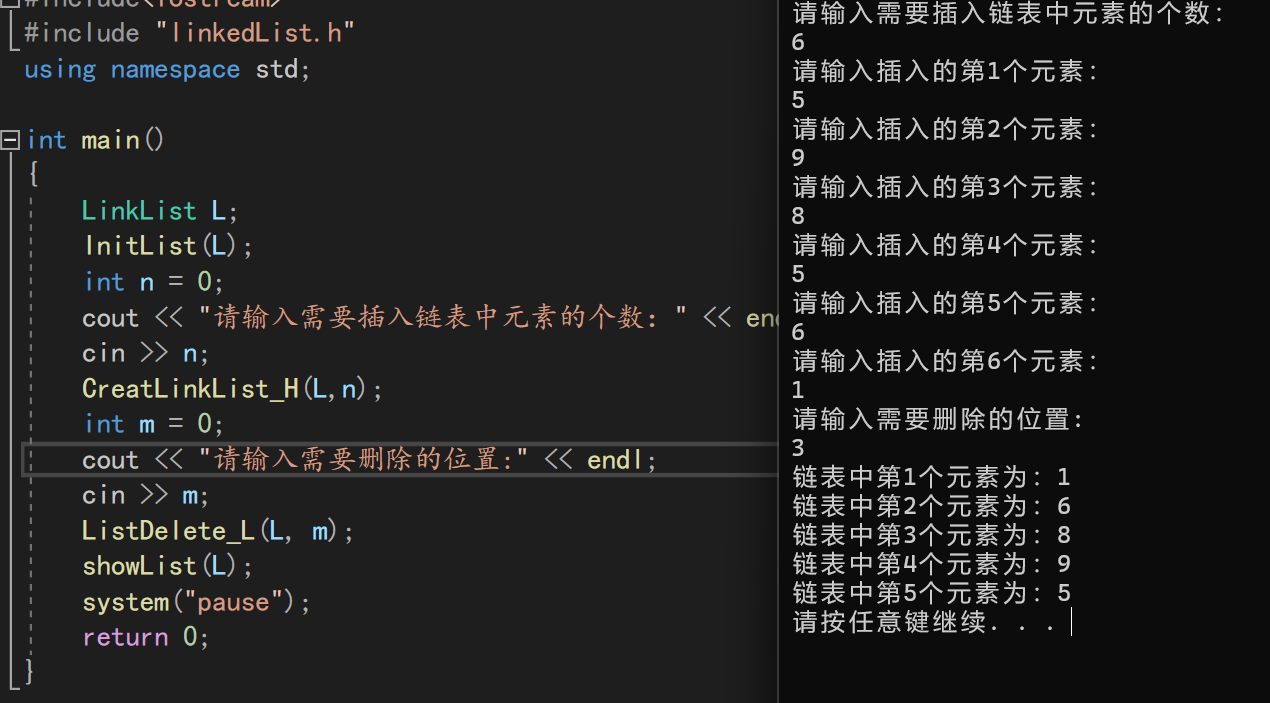 #include<iostream>
#include "linkedList.h"
using namespace std;
int main()
{
LinkList L;
InitList(L);
int n = 0;
cout << "请输入需要插入链表中元素的个数: " << end
cin >> n;
CreatLinkList_H(L,n);
int m = 0;
cout << "请输入需要删除的位置:" << endl;
cin >> m;
ListDelete_L(L, m);
showList(L);
system("pause");
return 0;
}
请输入需要插入链表中元素的个数:
6
请输入插入的第1个元素:
5
请输入插入的第2个元素:
9
请输入插入的第3个元素:
8
请输入插入的第4个元素:
5
请输入插入的第5个元素:
6
请输入插入的第6个元素:
1
请输入需要删除的位置:
3
链表中第1个元素为: 1
链表中第2个元素为: 6
链表中第3个元素为: 8
链表中第4个元素为: 9
链表中第5个元素为: 5
请按任意键继续. . .